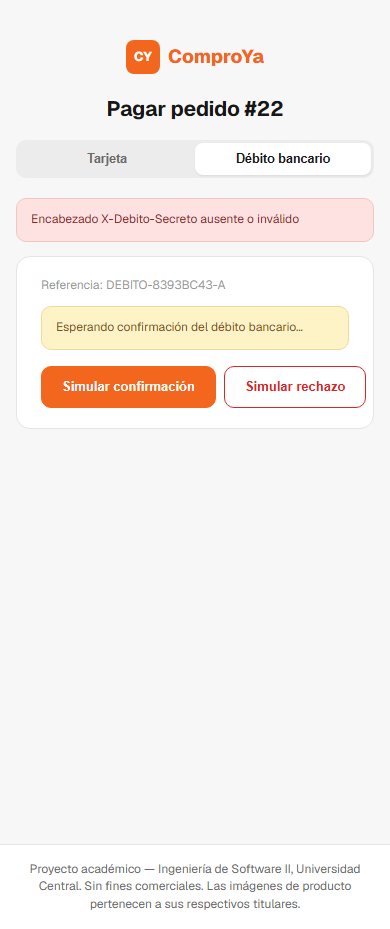 CY ComproYa
Pagar pedido #22
Tarjeta Débito bancario
Encabezado X-Debito-Secreto ausente o inválido
Referencia: DEBITO-8393BC43-A
Esperando confirmación del débito bancario...
Simular confirmación Simular rechazo
Proyecto académico — Ingeniería de Software II, Universidad
Central. Sin fines comerciales. Las imágenes de producto
pertenecen a sus respectivos titulares.